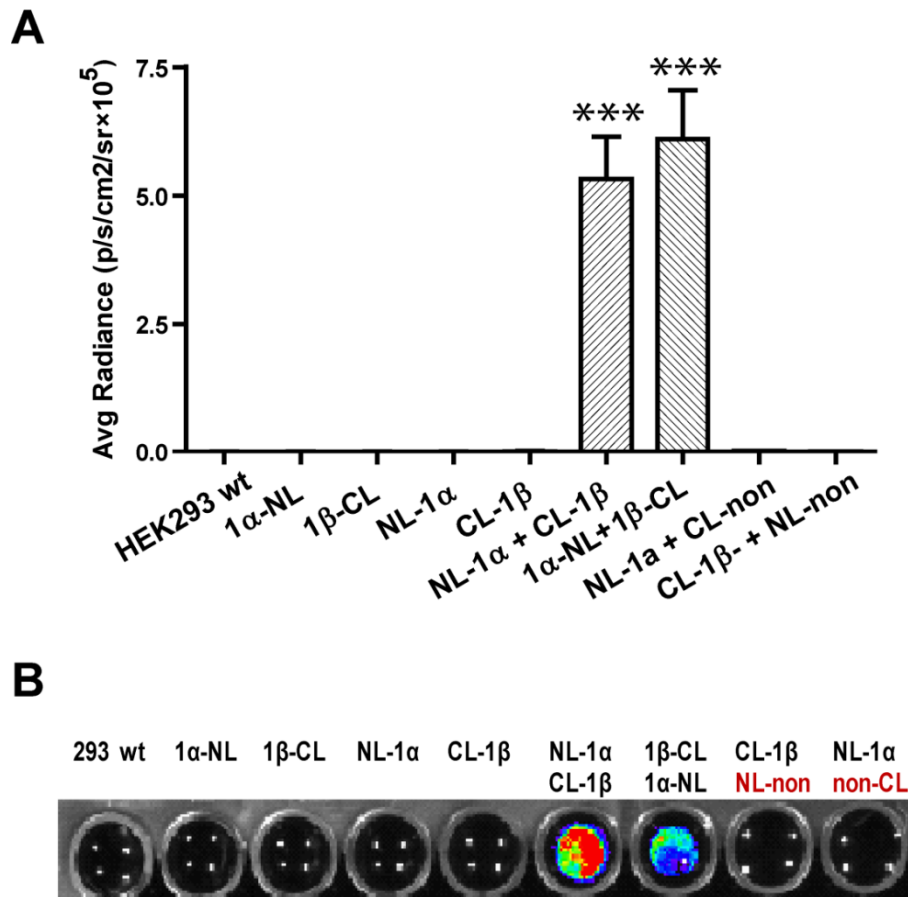 A
Avg Radiance (p/s/cm2/sr×10⁵)
7.5
5.0
2.5
0.0
***
***
HEK293 wt
1α-NL
1β-CL
NL-1α
CL-1β
NL-1α + CL-1β
1α-NL+1β-CL
NL-1a + CL-non
CL-1β- + NL-non
B
293 wt 1α-NL 1β-CL NL-1α CL-1β NL-1α 1β-CL CL-1β NL-1α
CL-1β 1α-NL NL-non non-CL